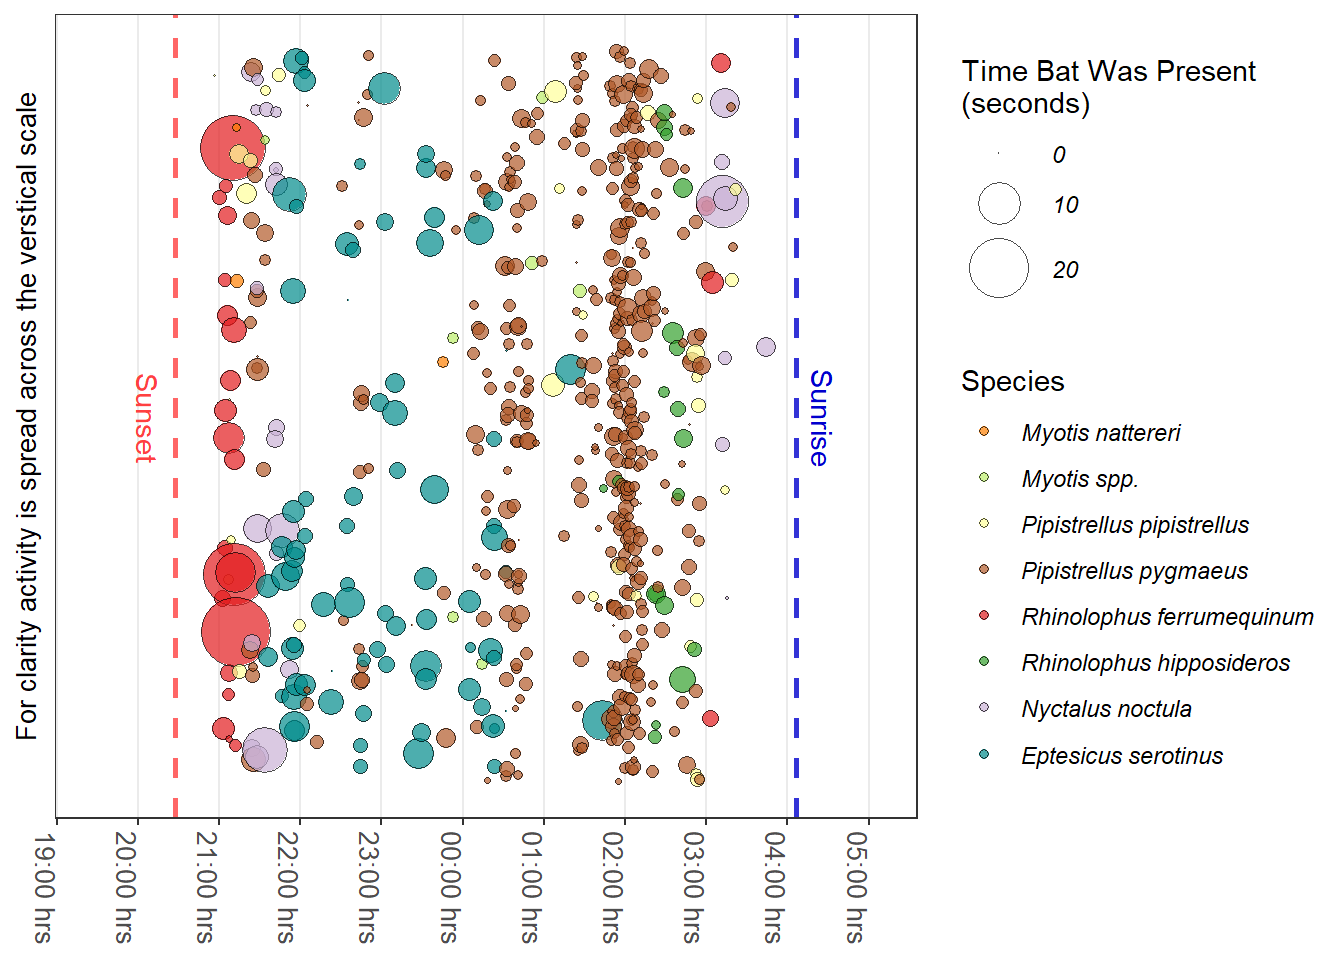 For clarity activity is spread across the verstical scale
Sunset
Sunrise
19:00 hrs
20:00 hrs
21:00 hrs
22:00 hrs
23:00 hrs
00:00 hrs
01:00 hrs
02:00 hrs
03:00 hrs
04:00 hrs
05:00 hrs
Time Bat Was Present
(seconds)
0
10
20
Species
Myotis nattereri
Myotis spp.
Pipistrellus pipistrellus
Pipistrellus pygmaeus
Rhinolophus ferrumequinum
Rhinolophus hipposideros
Nyctalus noctula
Eptesicus serotinus